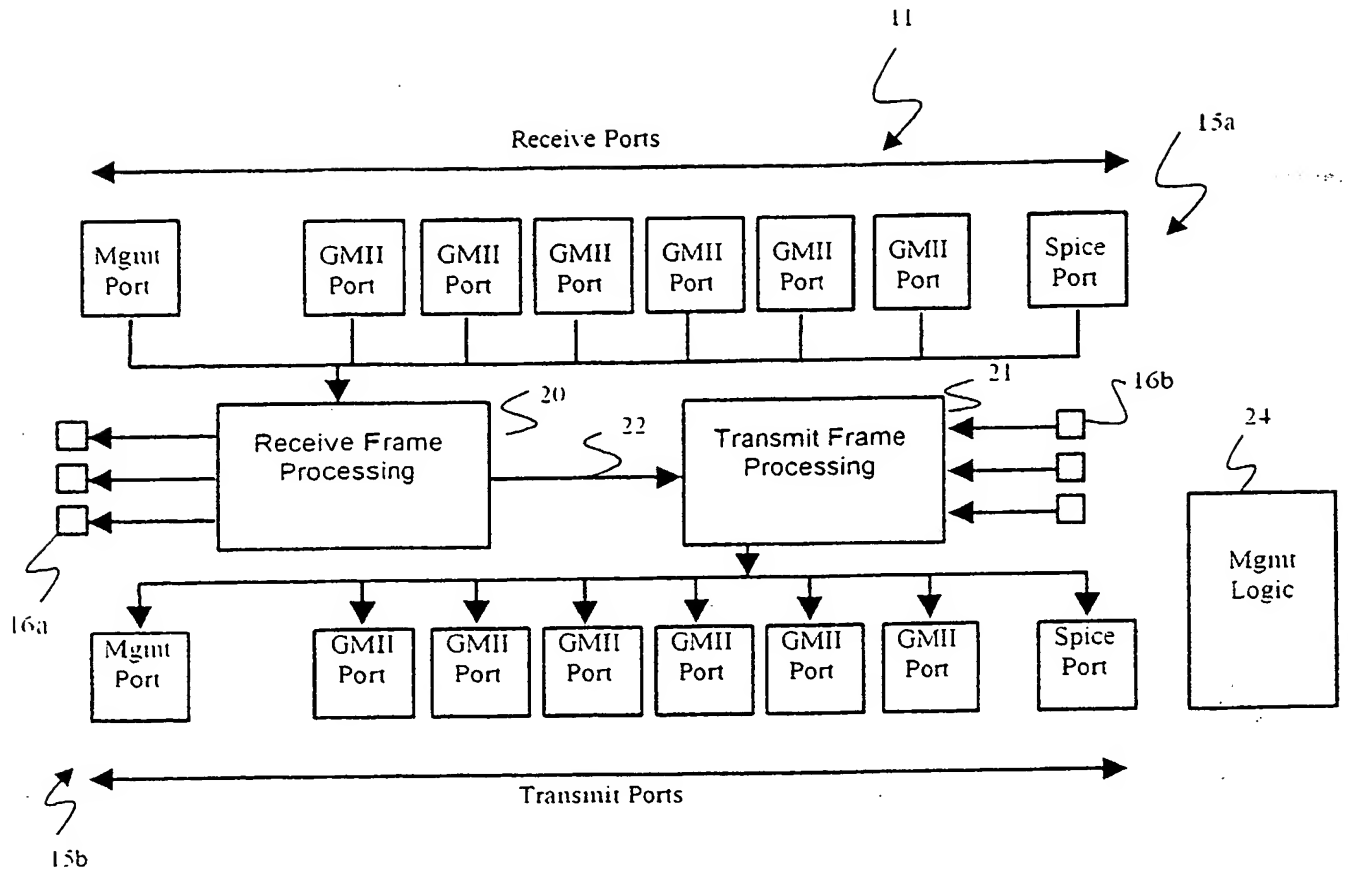 11
Receive Ports
15a
Mgmt
Port
GMII
Port
GMII
Port
GMII
Port
GMII
Port
GMII
Port
GMII
Port
Spice
Port
20
21
16b
22
24
Receive Frame
Processing
Transmit Frame
Processing
Mgmt
Logic
16a
Mgmt
Port
GMII
Port
GMII
Port
GMII
Port
GMII
Port
GMII
Port
GMII
Port
Spice
Port
Transmit Ports
15b